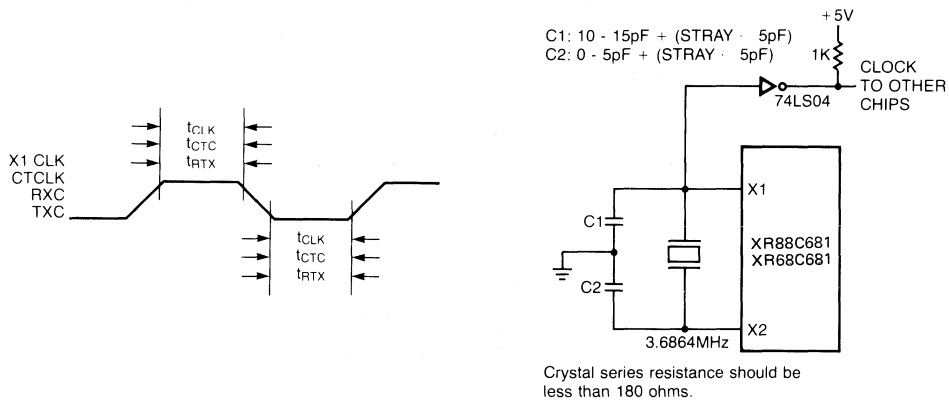 tCLK
tCTC
tRTX
X1 CLK
CTCLK
RXC
TXC
tCLK
tCTC
tRTX
C1: 10 - 15pF + (STRAY · 5pF)
C2: 0 - 5pF + (STRAY · 5pF)
+5V
1K
74LS04
CLOCK
TO OTHER
CHIPS
X1
C1
XR88C681
XR68C681
C2
X2
3.6864MHz
Crystal series resistance should be
less than 180 ohms.